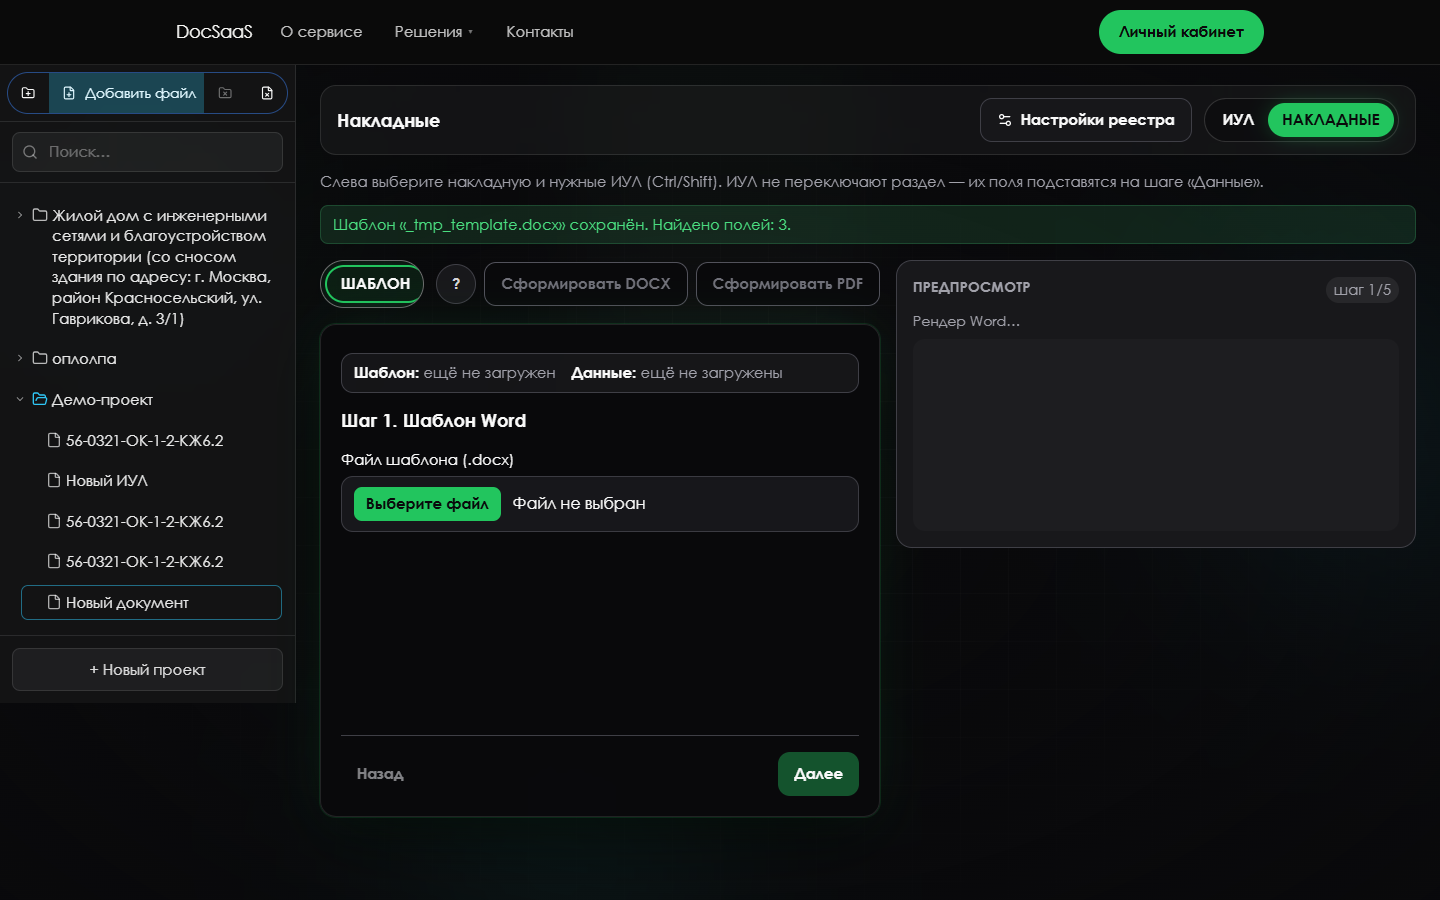 DocSaaS
О сервисе
Решения
Контакты
Личный кабинет
Добавить файл
Поиск...
Жилой дом с инженерными
сетями и благоустройством
территории (со сносом
здания по адресу: г. Москва,
район Красносельский, ул.
Гаврикова, д. 3/1)
оплолпа
Демо-проект
56-0321-ОК-1-2-КЖ6.2
Новый ИУЛ
56-0321-ОК-1-2-КЖ6.2
56-0321-ОК-1-2-КЖ6.2
Новый документ
+ Новый проект
Накладные
Настройки реестра
ИУЛ
НАКЛАДНЫЕ
Слева выберите накладную и нужные ИУЛ (Ctrl/Shift). ИУЛ не переключают раздел — их поля подставятся на шаге «Данные».
Шаблон «_tmp_template.docx» сохранён. Найдено полей: 3.
ШАБЛОН
?
Сформировать DOCX
Сформировать PDF
Шаблон: ещё не загружен Данные: ещё не загружены
Шаг 1. Шаблон Word
Файл шаблона (.docx)
Выберите файл
Файл не выбран
Назад
Далее
ПРЕДПРОСМОТР
шаг 1/5
Рендер Word...